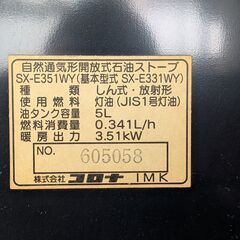 自然通気形開放式石油ストーブ
SX-E351WY(基本型式 SX-E331WY)
種類 しん式・放射形
使用燃料 灯油(JIS1号灯油)
油タンク容量 5L
燃料消費量 0.341L/h
暖房出力 3.51kW
NO. 605058
株式会社コロナ IMK